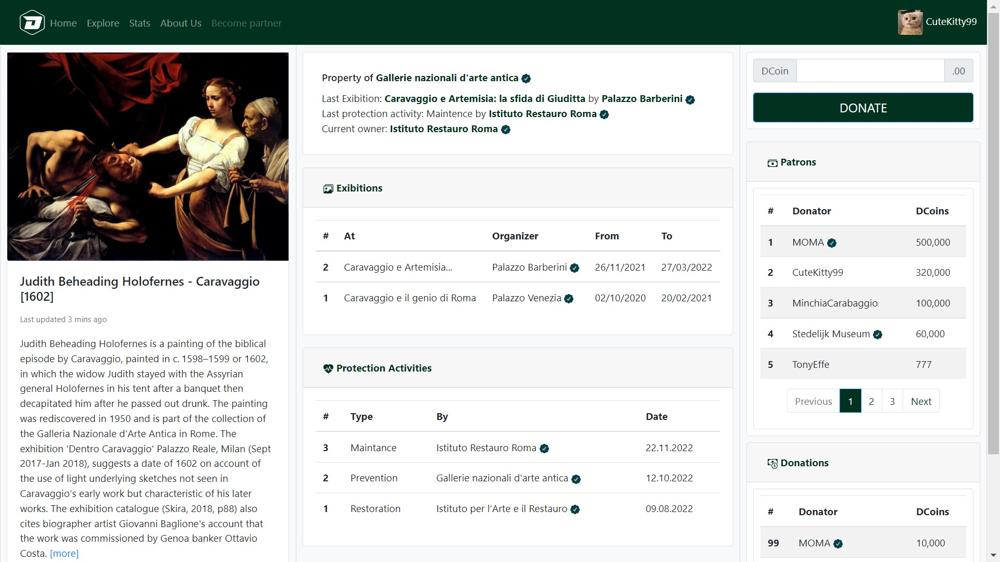 Home Explore Stats About Us Become partner
CuteKitty99
Judith Beheading Holofernes - Caravaggio
[1602]
Last updated 3 mins ago
Judith Beheading Holofernes is a painting of the biblical
episode by Caravaggio, painted in c. 1598–1599 or 1602,
in which the widow Judith stayed with the Assyrian
general Holofernes in his tent after a banquet then
decapitated him after he passed out drunk. The painting
was rediscovered in 1950 and is part of the collection of
the Galleria Nazionale d'Arte Antica in Rome. The
exhibition 'Dentro Caravaggio' Palazzo Reale, Milan (Sept
2017-Jan 2018), suggests a date of 1602 on account of
the use of light underlying sketches not seen in
Caravaggio's early work but characteristic of his later
works. The exhibition catalogue (Skira, 2018, p88) also
cites biographer artist Giovanni Baglione's account that
the work was commissioned by Genoa banker Ottavio
Costa. [more]
Property of Gallerie nazionali d'arte antica
Last Exibition: Caravaggio e Artemisia: la sfida di Giuditta by Palazzo Barberini
Last protection activity: Maintence by Istituto Restauro Roma
Current owner: Istituto Restauro Roma
Exibitions
# At Organizer From To
2 Caravaggio e Artemisia... Palazzo Barberini 26/11/2021 27/03/2022
1 Caravaggio e il genio di Roma Palazzo Venezia 02/10/2020 20/02/2021
Protection Activities
# Type By Date
3 Maintance Istituto Restauro Roma 22.11.2022
2 Prevention Gallerie nazionali d'arte antica 12.10.2022
1 Restoration Istituto per l'Arte e il Restauro 09.08.2022
DCoin .00
DONATE
Patrons
# Donator DCoins
1 MOMA 500,000
2 CuteKitty99 320,000
3 MinchiaCarabaggio 100,000
4 Stedelijk Museum 60,000
5 TonyEffe 777
Previous 1 2 3 Next
Donations
# Donator DCoins
99 MOMA 10,000